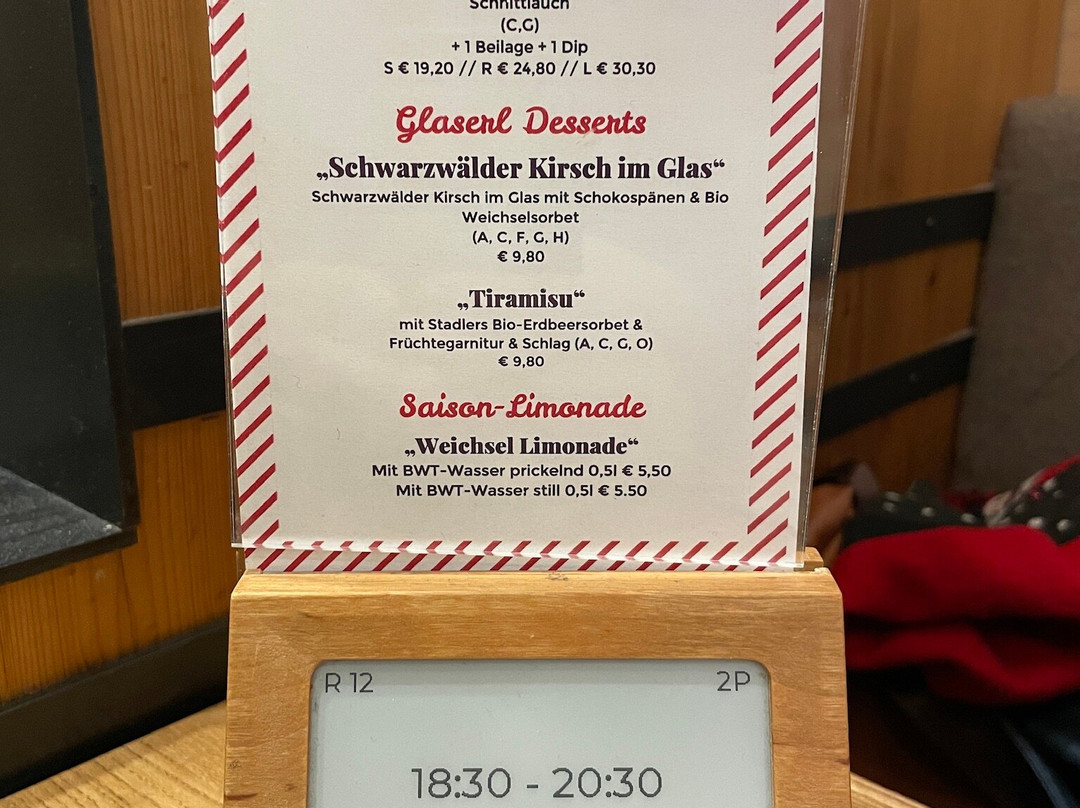 Schnittlauch
(C,G)
+ 1 Beilage + 1 Dip
S € 19,20 // R € 24,80 // L € 30,30
Glaserl Desserts
„Schwarzwälder Kirsch im Glas“
Schwarzwälder Kirsch im Glas mit Schokospänen & Bio
Weichselsorbet
(A, C, F, G, H)
€ 9,80
„Tiramisu“
mit Stadlers Bio-Erdbeersorbet &
Früchtegarnitur & Schlag (A, C, G, O)
€ 9,80
Saison-Limonade
„Weichsel Limonade“
Mit BWT-Wasser prickelnd 0,5l € 5,50
Mit BWT-Wasser still 0,5l € 5.50
R 12 2P
18:30 - 20:30